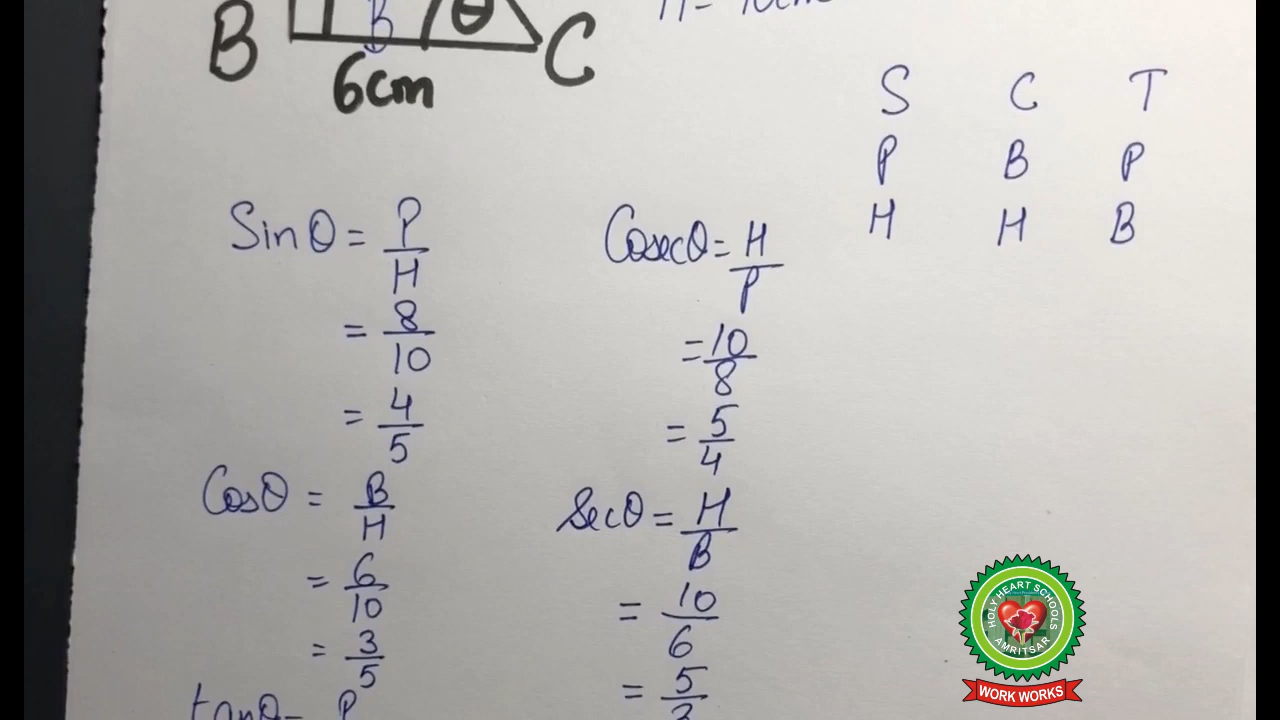 B B θ C
H = 10cm
6cm
S C T
P B P
H H B
Sinθ = P/H
= 8/10
= 4/5
Cosθ = B/H
= 6/10
= 3/5
tanθ = P
Cosecθ = H/P
= 10/8
= 5/4
Secθ = H/B
= 10/6
= 5/3
HOLY HEART SCHOOLS
AMRITSAR
WORK WORKS